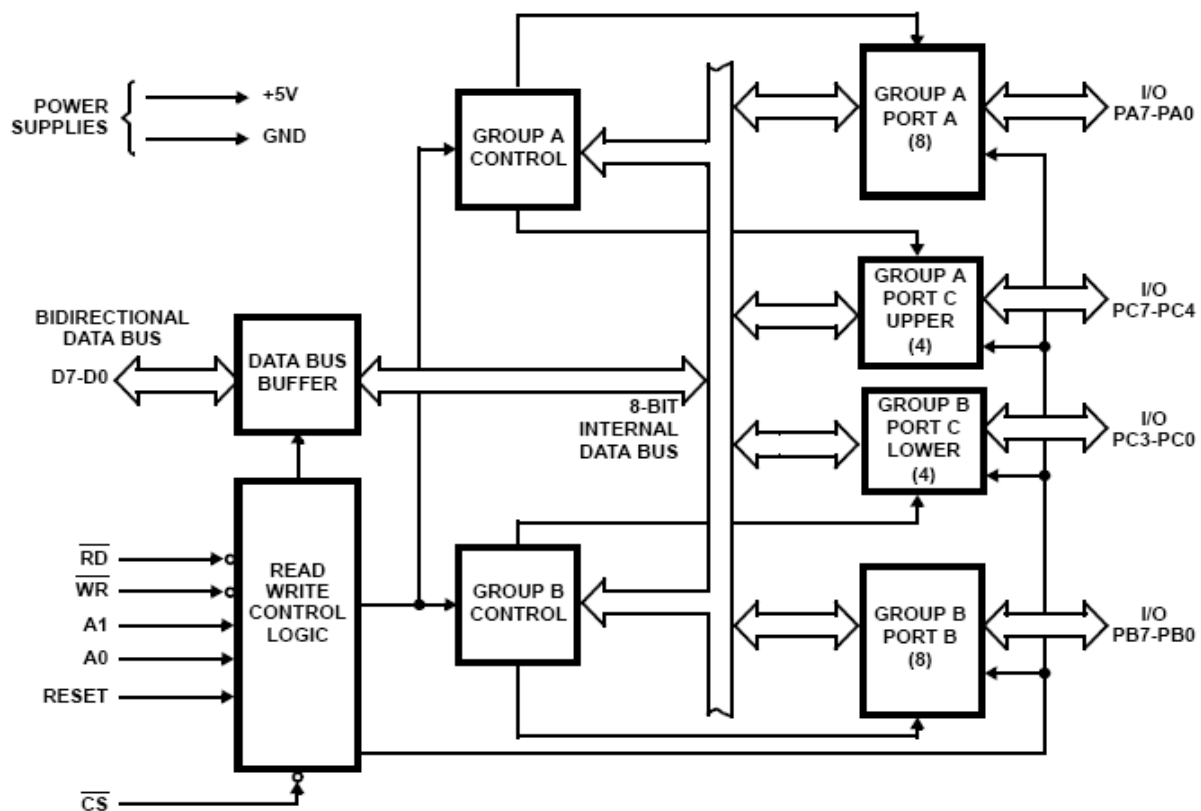 POWER
SUPPLIES
+5V
GND
GROUP A
CONTROL
GROUP A
PORT A
(8)
I/O
PA7-PA0
GROUP A
PORT C
UPPER
(4)
I/O
PC7-PC4
BIDIRECTIONAL
DATA BUS
D7-D0
DATA BUS
BUFFER
8-BIT
INTERNAL
DATA BUS
GROUP B
PORT C
LOWER
(4)
I/O
PC3-PC0
RD
WR
A1
A0
RESET
CS
READ
WRITE
CONTROL
LOGIC
GROUP B
CONTROL
GROUP B
PORT B
(8)
I/O
PB7-PB0